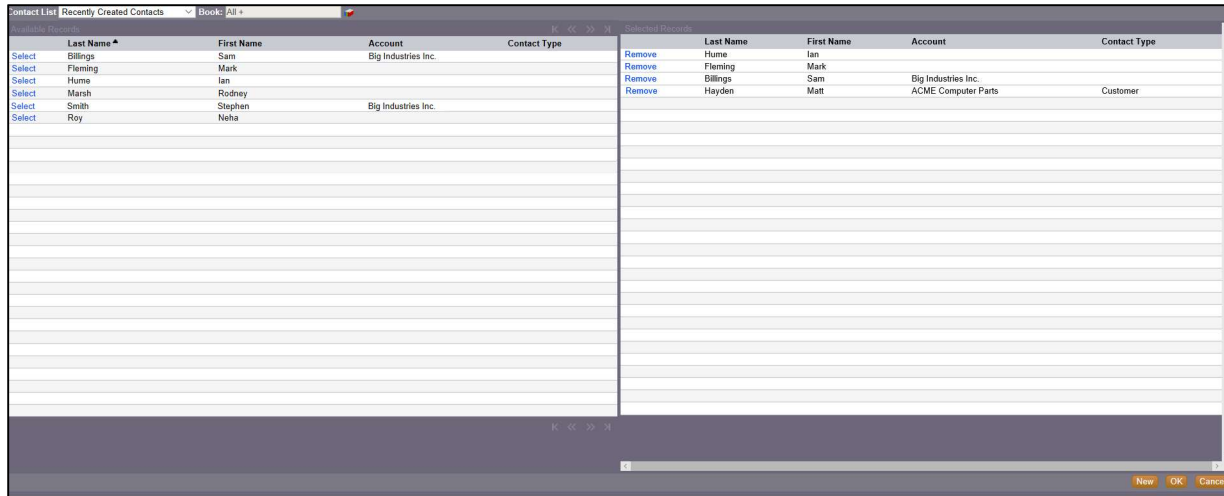 Contact List Recently Created Contacts Book: All +
Available Records
Last Name First Name Account Contact Type
Select Billings Sam Big Industries Inc.
Select Fleming Mark
Select Hume Ian
Select Marsh Rodney
Select Smith Stephen Big Industries Inc.
Select Roy Neha
Selected Records
Last Name First Name Account Contact Type
Remove Hume Ian
Remove Fleming Mark
Remove Billings Sam Big Industries Inc.
Remove Hayden Matt ACME Computer Parts Customer
New OK Cance